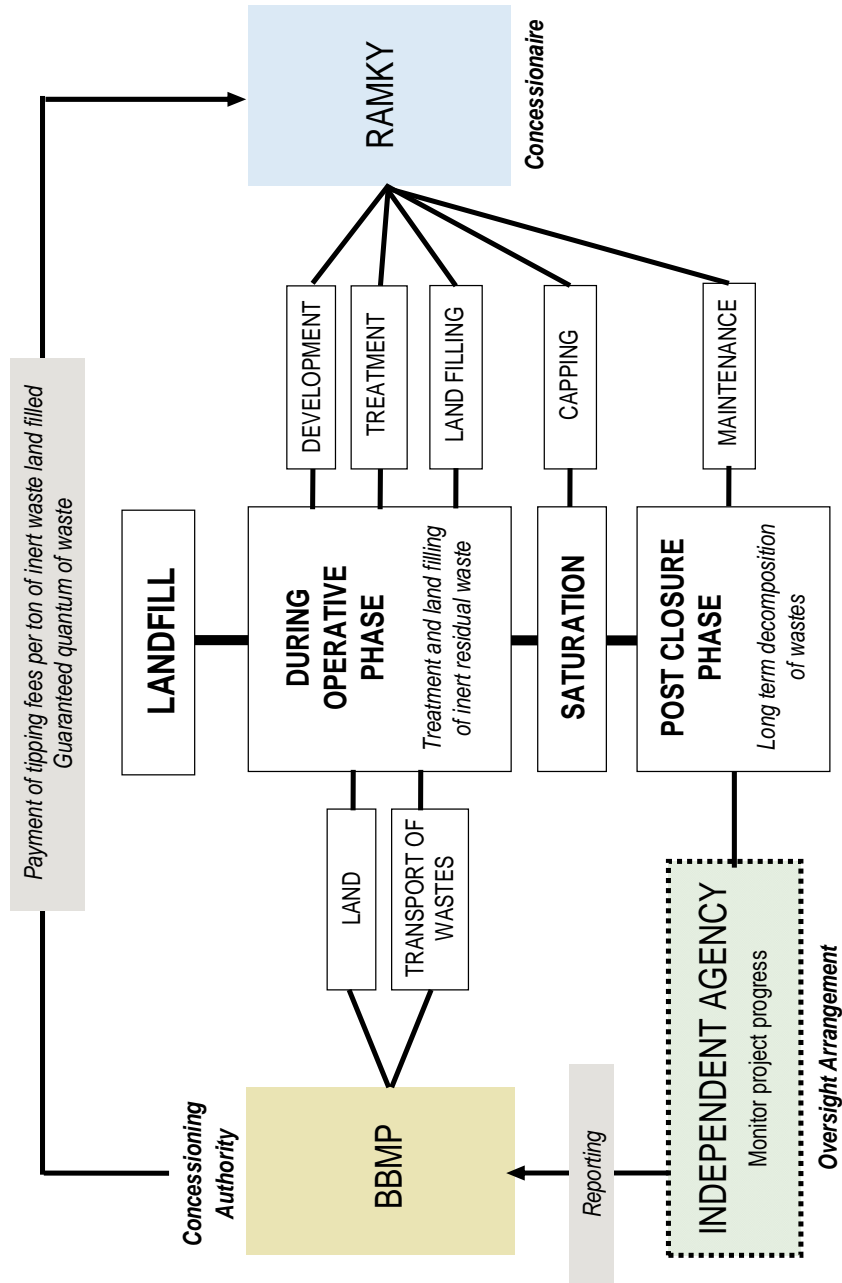 Payment of tipping fees per ton of inert waste land filled
Guaranteed quantum of waste
Concessioning
Authority
BBMP
LAND
TRANSPORT OF
WASTES
LANDFILL
DURING
OPERATIVE
PHASE
Treatment and land filling
of inert residual waste
SATURATION
POST CLOSURE
PHASE
Long term decomposition
of wastes
DEVELOPMENT
TREATMENT
LAND FILLING
CAPPING
MAINTENANCE
RAMKY
Concessionaire
Reporting
INDEPENDENT AGENCY
Monitor project progress
Oversight Arrangement